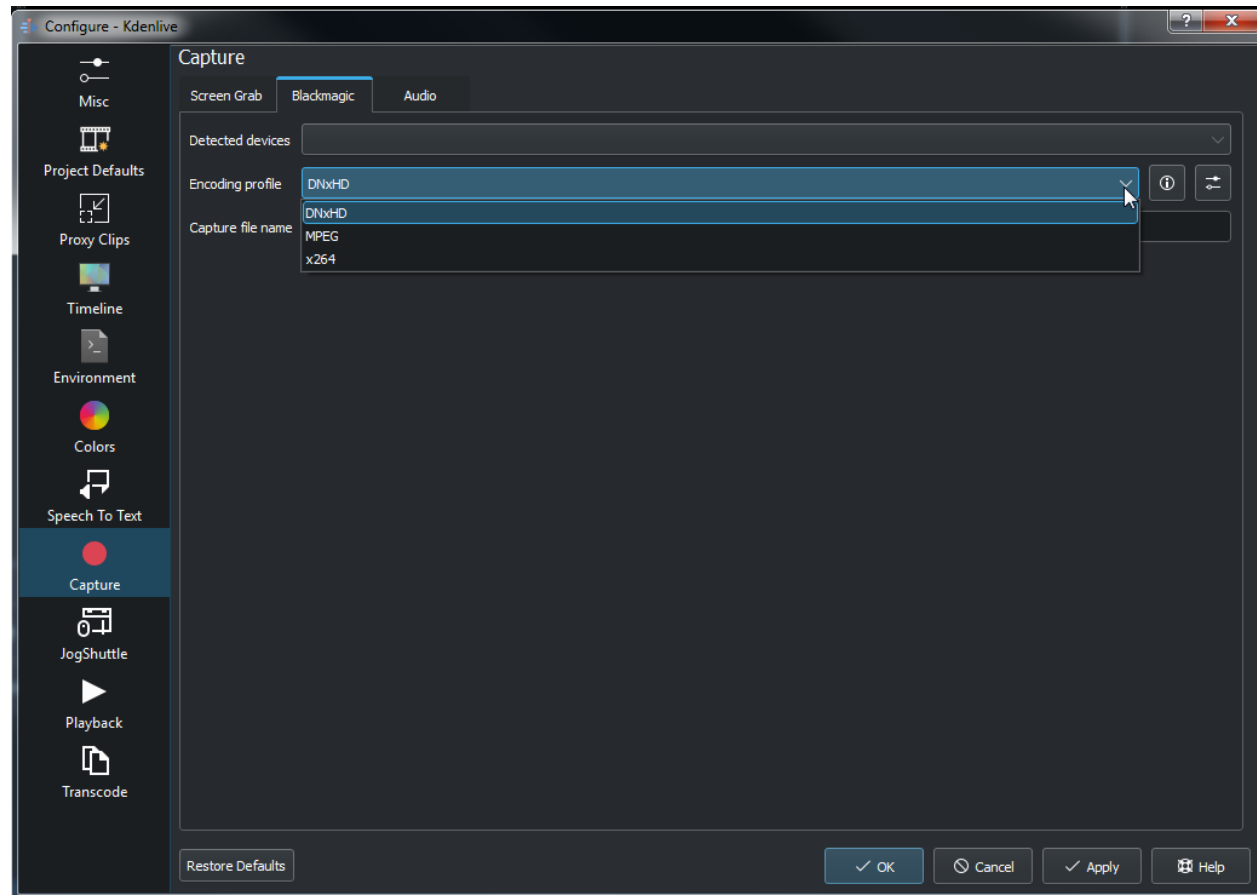 Configure - Kdenlive
?
Misc
Project Defaults
Proxy Clips
Timeline
Environment
Colors
Speech To Text
Capture
JogShuttle
Playback
Transcode
Capture
Screen Grab
Blackmagic
Audio
Detected devices
Encoding profile
DNxHD
DNxHD
MPEG
x264
Capture file name
Restore Defaults
OK
Cancel
Apply
Help